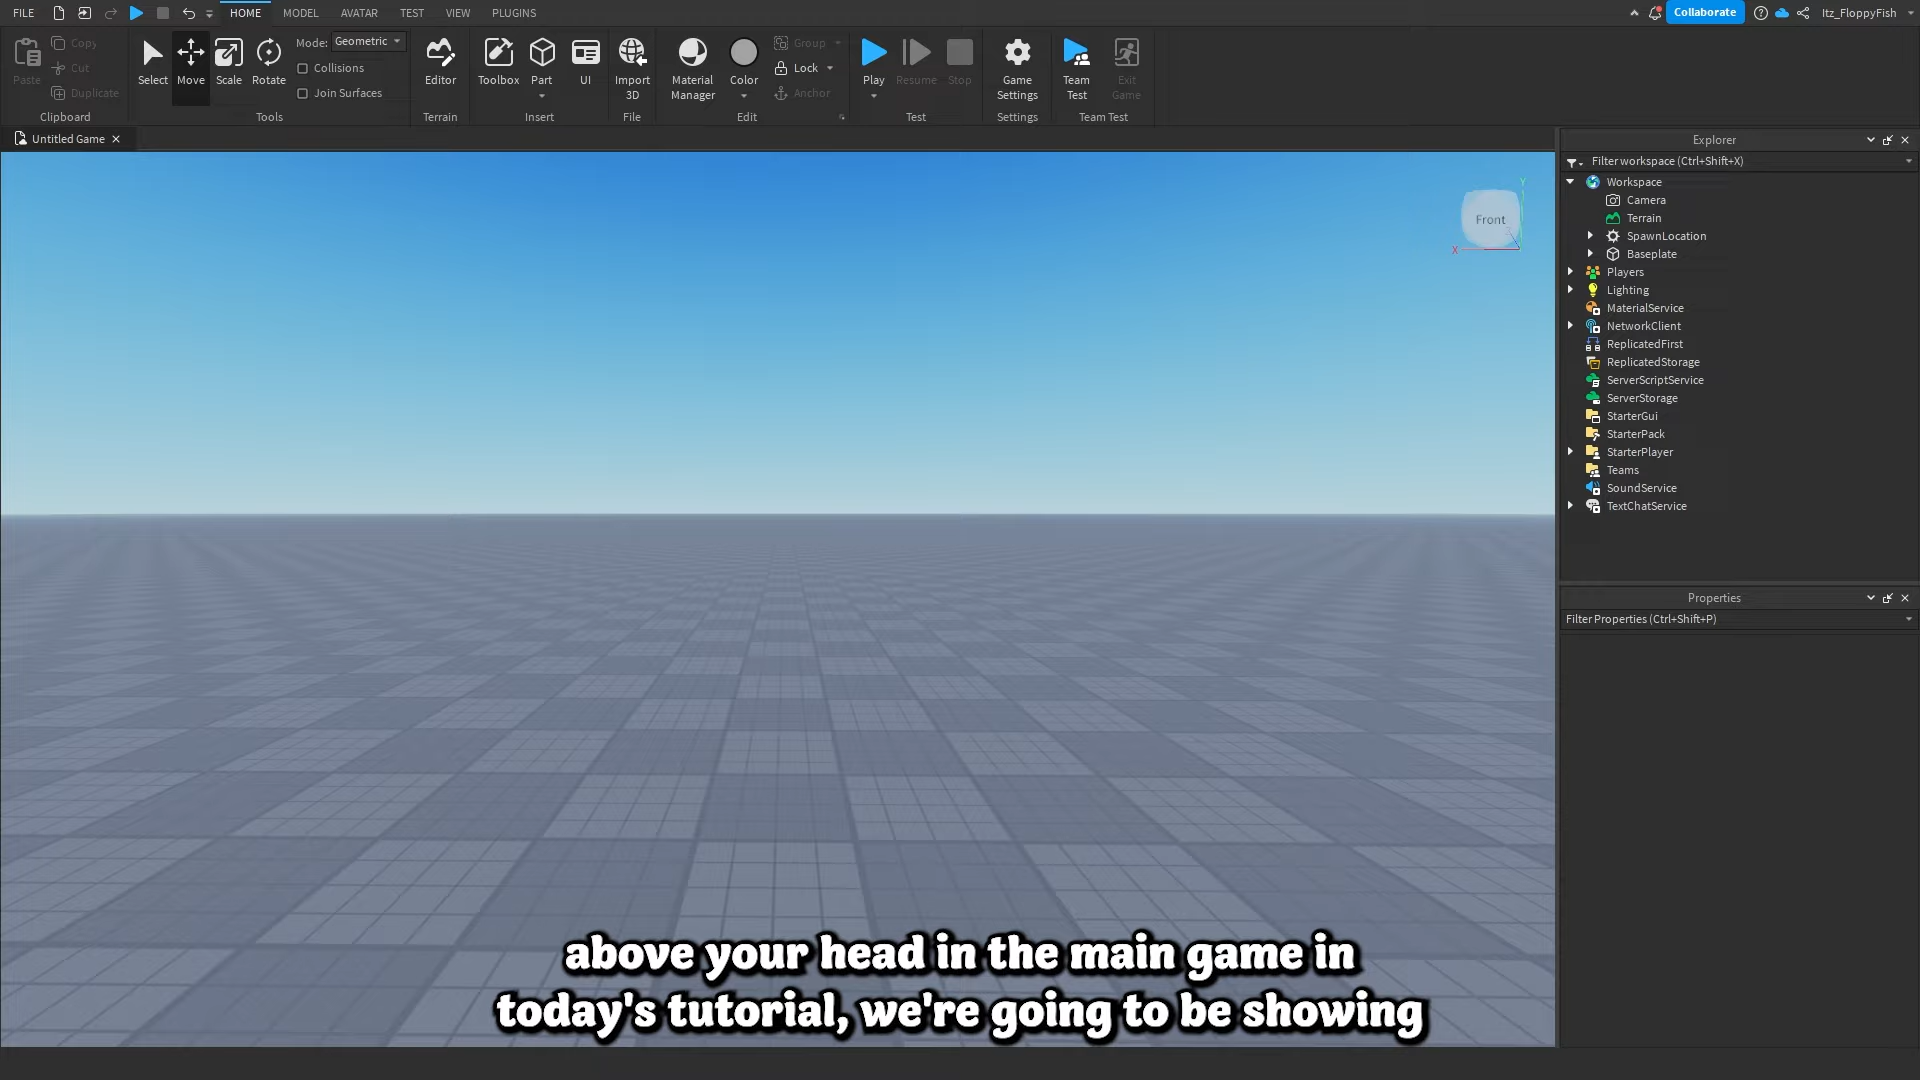 FILE HOME MODEL AVATAR TEST VIEW PLUGINS Collaborate Itz_FloppyFish
Paste Copy Cut Duplicate
Clipboard
Select Move Scale Rotate
Mode: Geometric
Collisions
Join Surfaces
Tools
Editor
Terrain
Toolbox Part UI
Insert
Import
3D
File
Material
Manager
Color
Group
Lock
Anchor
Edit
Play Resume Stop
Test
Game
Settings
Settings
Team
Test
Exit
Game
Team Test
Untitled Game
Front
Y
X
Explorer
Filter workspace (Ctrl+Shift+X)
Workspace
Camera
Terrain
SpawnLocation
Baseplate
Players
Lighting
MaterialService
NetworkClient
ReplicatedFirst
ReplicatedStorage
ServerScriptService
ServerStorage
StarterGui
StarterPack
StarterPlayer
Teams
SoundService
TextChatService
Properties
Filter Properties (Ctrl+Shift+P)
above your head in the main game in
today's tutorial, we're going to be showing